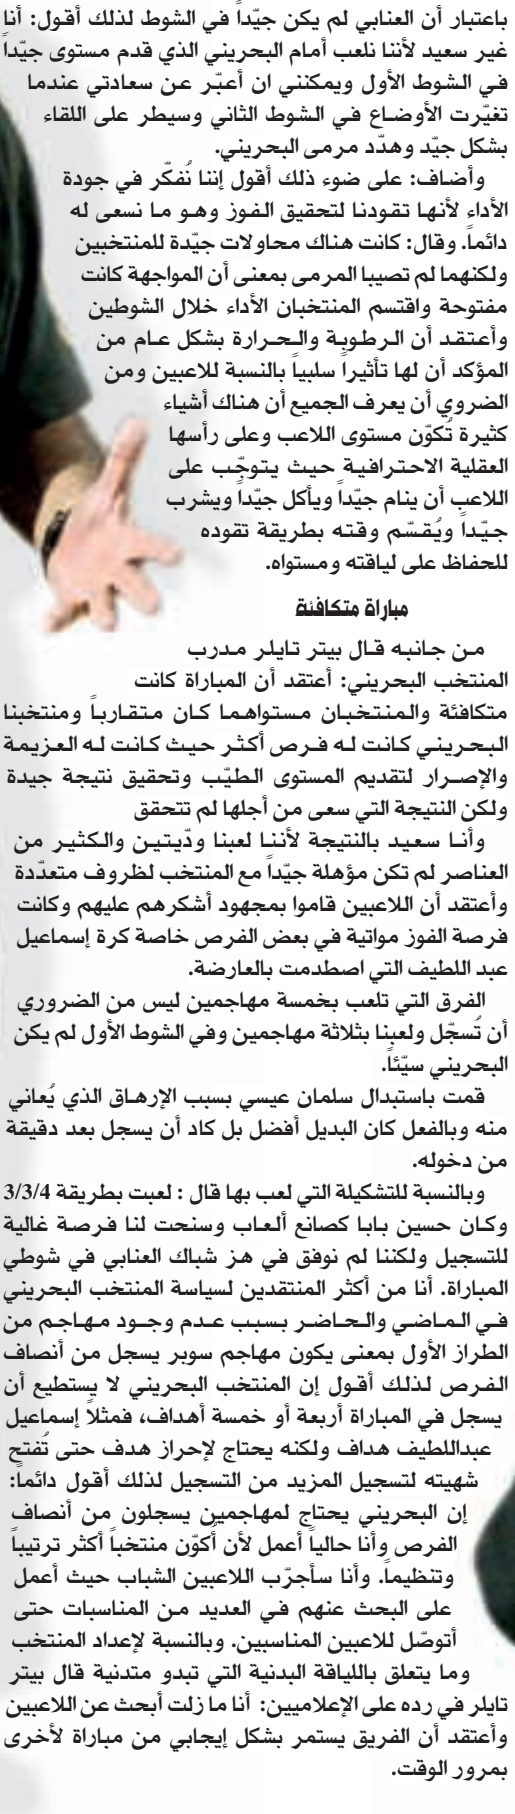 باعتبار أن العنابي لم يكن جيّداً في الشوط لذلك أقول: أنا
غير سعيد لأننا نلعب أمام البحريني الذي قدم مستوى جيّداً
في الشوط الأول ويمكنني ان أعبّر عن سعادتي عندما
تغيّرت الأوضاع في الشوط الثاني وسيطر على اللقاء
بشكل جيّد وهدّد مرمى البحريني.
وأضاف: على ضوء ذلك أقول إننا نُفكّر في جودة
الأداء لأنها تقودنا لتحقيق الفوز وهو ما نسعى له
دائماً. وقال: كانت هناك محاولات جيّدة للمنتخبين
ولكنهما لم تصيبا المرمى بمعنى أن المواجهة كانت
مفتوحة واقتسم المنتخبان الأداء خلال الشوطين
وأعتقد أن الرطوبة والحرارة بشكل عام من
المؤكد أن لها تأثيراً سلبياً بالنسبة للاعبين ومن
الضروي أن يعرف الجميع أن هناك أشياء
كثيرة تُكوّن مستوى اللاعب وعلى رأسها
العقلية الاحترافية حيث يتوجّب على
اللاعب أن ينام جيّداً ويأكل جيّداً ويشرب
جيّداً ويُقسّم وقته بطريقة تقوده
للحفاظ على لياقته ومستواه.
مباراة متكافئة
من جانبه قال بيتر تايلر مدرب
المنتخب البحريني: أعتقد أن المباراة كانت
متكافئة والمنتخبان مستواهما كان متقارباً ومنتخبنا
البحريني كانت له فرص أكثر حيث كانت له العزيمة
والإصرار لتقديم المستوى الطيّب وتحقيق نتيجة جيدة
ولكن النتيجة التي سعى من أجلها لم تتحقق
وأنا سعيد بالنتيجة لأننا لعبنا ودّيتين والكثير من
العناصر لم تكن مؤهلة جيّداً مع المنتخب لظروف متعدّدة
وأعتقد أن اللاعبين قاموا بمجهود أشكرهم عليهم وكانت
فرصة الفوز مواتية في بعض الفرص خاصة كرة إسماعيل
عبد اللطيف التي اصطدمت بالعارضة.
الفرق التي تلعب بخمسة مهاجمين ليس من الضروري
أن تُسجّل ولعبنا بثلاثة مهاجمين وفي الشوط الأول لم يكن
البحريني سيّئاً.
قمت باستبدال سلمان عيسي بسبب الإرهاق الذي يُعاني
منه وبالفعل كان البديل أفضل بل كاد أن يسجل بعد دقيقة
من دخوله.
وبالنسبة للتشكيلة التي لعب بها قال : لعبت بطريقة 3/3/4
وكان حسين بابا كصانع ألعاب وسنحت لنا فرصة غالية
للتسجيل ولكننا لم نوفق في هز شباك العنابي في شوطي
المباراة. أنا من أكثر المنتقدين لسياسة المنتخب البحريني
في الماضي والحاضر بسبب عدم وجود مهاجم من
الطراز الأول بمعنى يكون مهاجم سوبر يسجل من أنصاف
الفرص لذلك أقول إن المنتخب البحريني لا يستطيع أن
يسجل في المباراة أربعة أو خمسة أهداف، فمثلاً إسماعيل
عبداللطيف هداف ولكنه يحتاج لإحراز هدف حتى تُفتح
شهيته لتسجيل المزيد من التسجيل لذلك أقول دائما:
إن البحريني يحتاج لمهاجمين يسجلون من أنصاف
الفرص وأنا حالياً أعمل لأن أكوّن منتخباً أكثر ترتيباً
وتنظيماً. وأنا سأجرّب اللاعبين الشباب حيث أعمل
على البحث عنهم في العديد من المناسبات حتى
أتوصّل للاعبين المناسبين. وبالنسبة لإعداد المنتخب
وما يتعلق باللياقة البدنية التي تبدو متدنية قال بيتر
تايلر في رده على الإعلاميين: أنا ما زلت أبحث عن اللاعبين
وأعتقد أن الفريق يستمر بشكل إيجابي من مباراة لأخرى
بمرور الوقت.